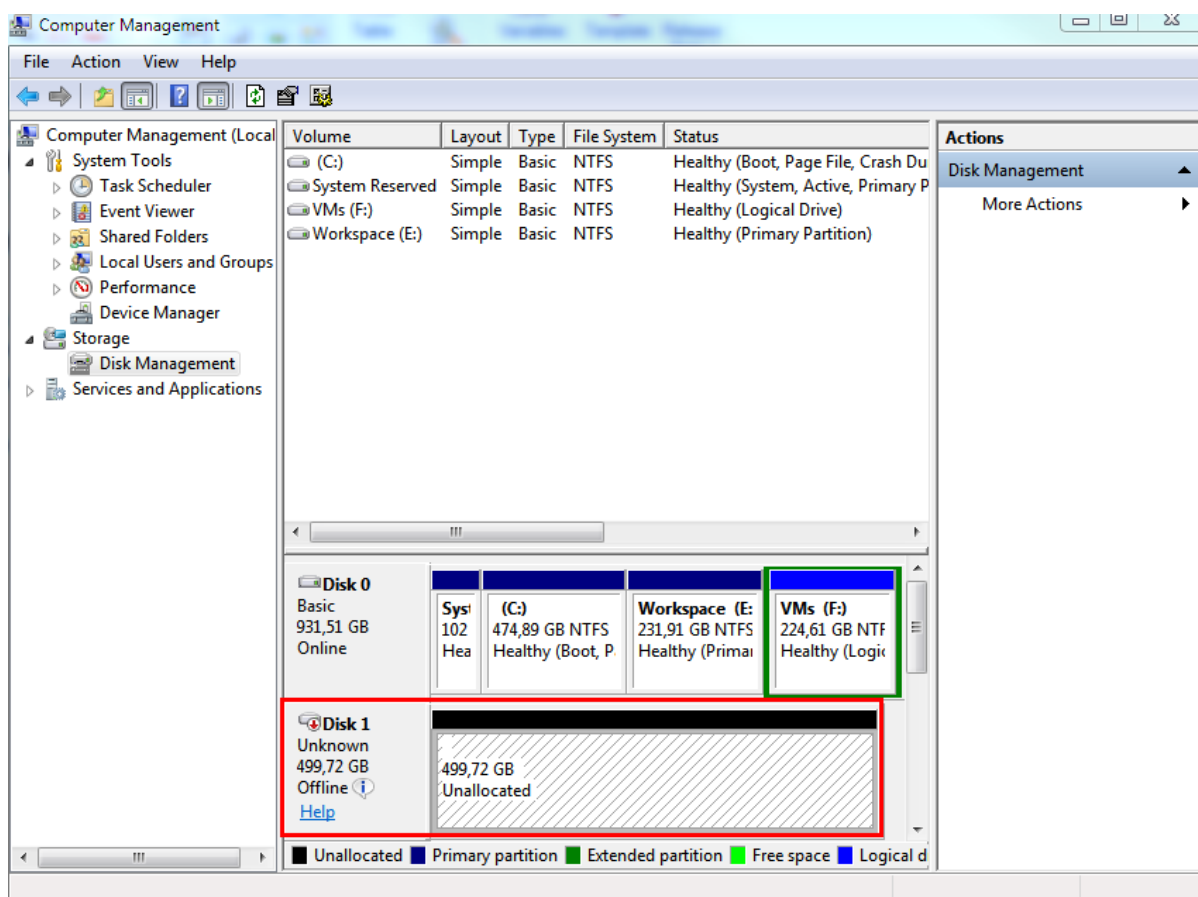 Computer Management
File Action View Help
Computer Management (Local
System Tools
Task Scheduler
Event Viewer
Shared Folders
Local Users and Groups
Performance
Device Manager
Storage
Disk Management
Services and Applications
Volume Layout Type File System Status
(C:) Simple Basic NTFS Healthy (Boot, Page File, Crash Du
System Reserved Simple Basic NTFS Healthy (System, Active, Primary P
VMs (F:) Simple Basic NTFS Healthy (Logical Drive)
Workspace (E:) Simple Basic NTFS Healthy (Primary Partition)
Actions
Disk Management
More Actions
Disk 0
Basic
931,51 GB
Online
Syst
102
Hea
(C:)
474,89 GB NTFS
Healthy (Boot, P
Workspace (E:
231,91 GB NTFS
Healthy (Primar
VMs (F:)
224,61 GB NTF
Healthy (Logic
Disk 1
Unknown
499,72 GB
Offline
Help
499,72 GB
Unallocated
Unallocated Primary partition Extended partition Free space Logical d